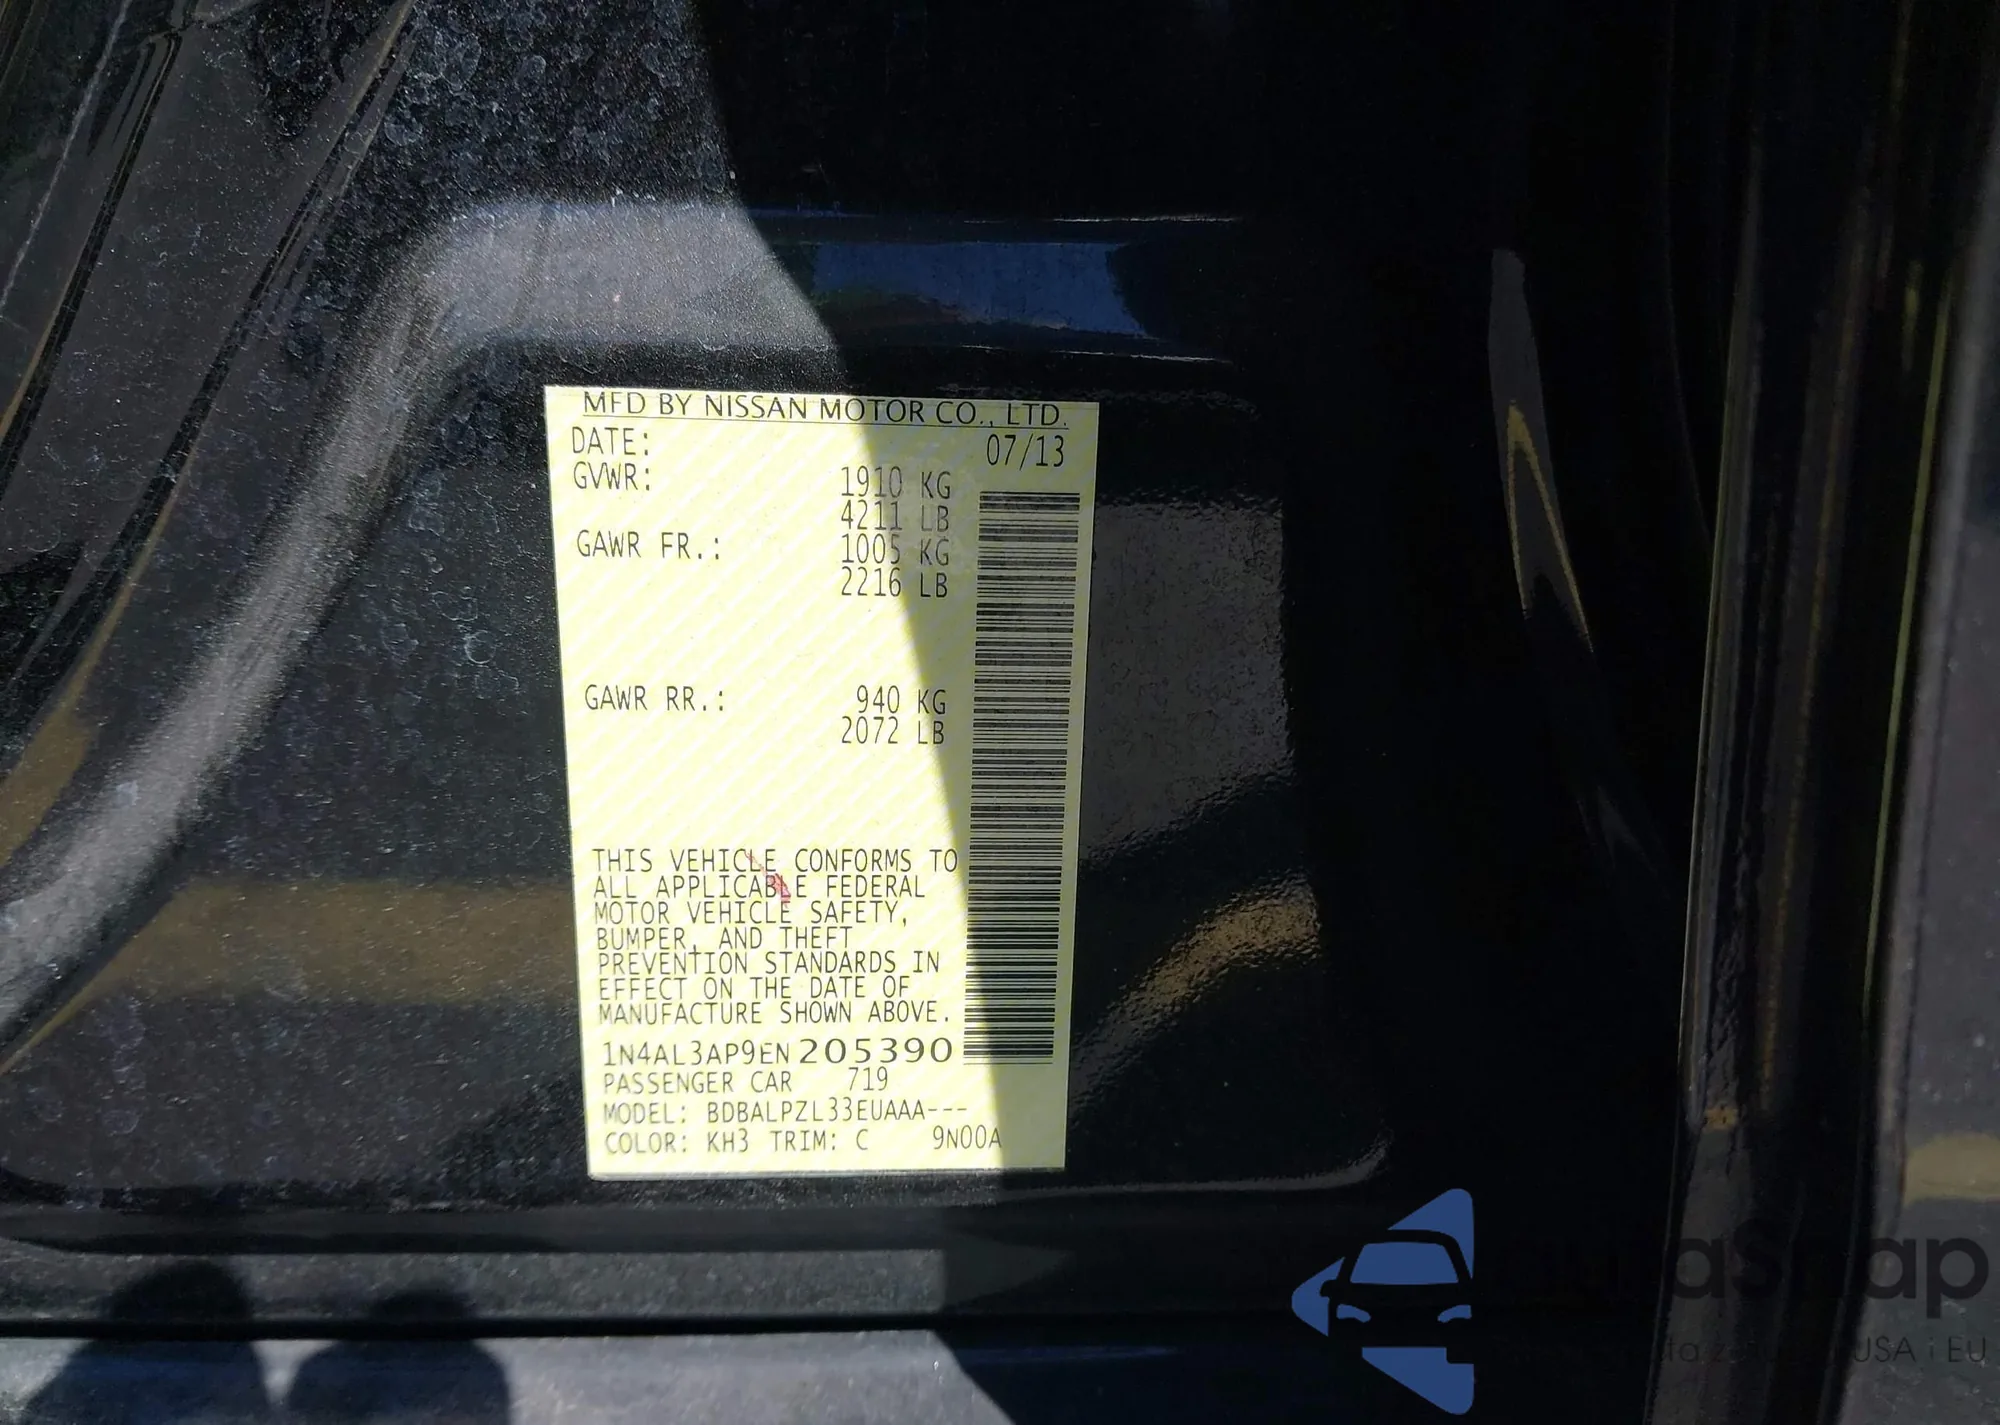 MFD BY NISSAN MOTOR CO., LTD.
DATE: 07/13
GVWR: 1910 KG
4211 LB
GAWR FR.: 1005 KG
2216 LB
GAWR RR.: 940 KG
2072 LB
THIS VEHICLE CONFORMS TO
ALL APPLICABLE FEDERAL
MOTOR VEHICLE SAFETY,
BUMPER, AND THEFT
PREVENTION STANDARDS IN
EFFECT ON THE DATE OF
MANUFACTURE SHOWN ABOVE.
1N4AL3AP9EN205390
PASSENGER CAR 719
MODEL: BDBALPZL33EUAAA---
COLOR: KH3 TRIM: C 9N00A
USA i EU